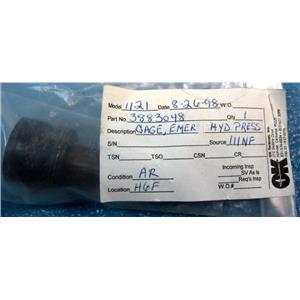 Model 1121 Date 8-26-98 W.O.
Part No. 3883048 Qty. 1
Description GAGE, EMER HYD PRESS
S/N Source 111NF
TSN TSO CSN CR
Condition AR
Location HGF
Incoming Insp
SV As Is
Req's Insp
W.O.#
OK